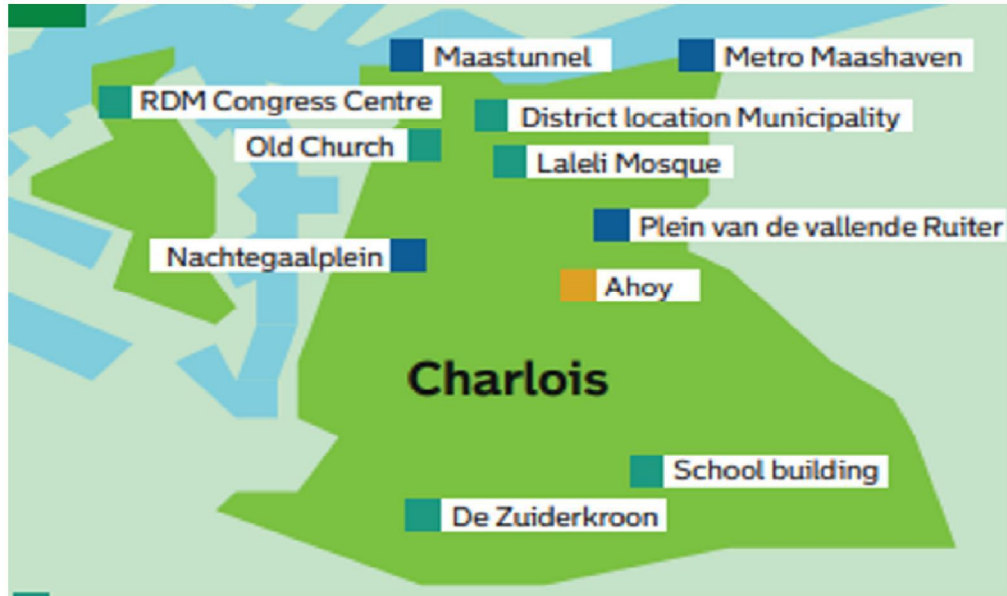 Maastunnel
Metro Maashaven
RDM Congress Centre
District location Municipality
Old Church
Laleli Mosque
Plein van de vallende Ruiter
Nachtegaalplein
Ahoy
Charlois
School building
De Zuiderkroon